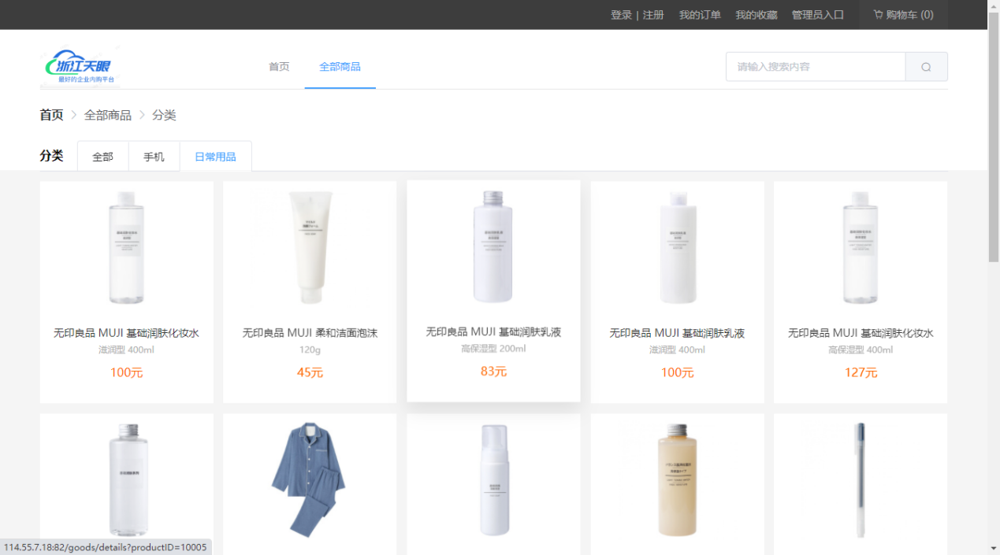 登录 | 注册 我的订单 我的收藏 管理员入口 购物车 (0)
浙江天眼
最好的企业内购平台
首页 全部商品
请输入搜索内容
首页 > 全部商品 > 分类
分类 全部 手机 日常用品
无印良品 MUJI 基础润肤化妆水
滋润型 400ml
100元
无印良品 MUJI 柔和洁面泡沫
120g
45元
无印良品 MUJI 基础润肤乳液
高保湿型 200ml
83元
无印良品 MUJI 基础润肤乳液
滋润型 400ml
100元
无印良品 MUJI 基础润肤化妆水
高保湿型 400ml
127元
114.55.7.18:82/goods/details?productID=10005